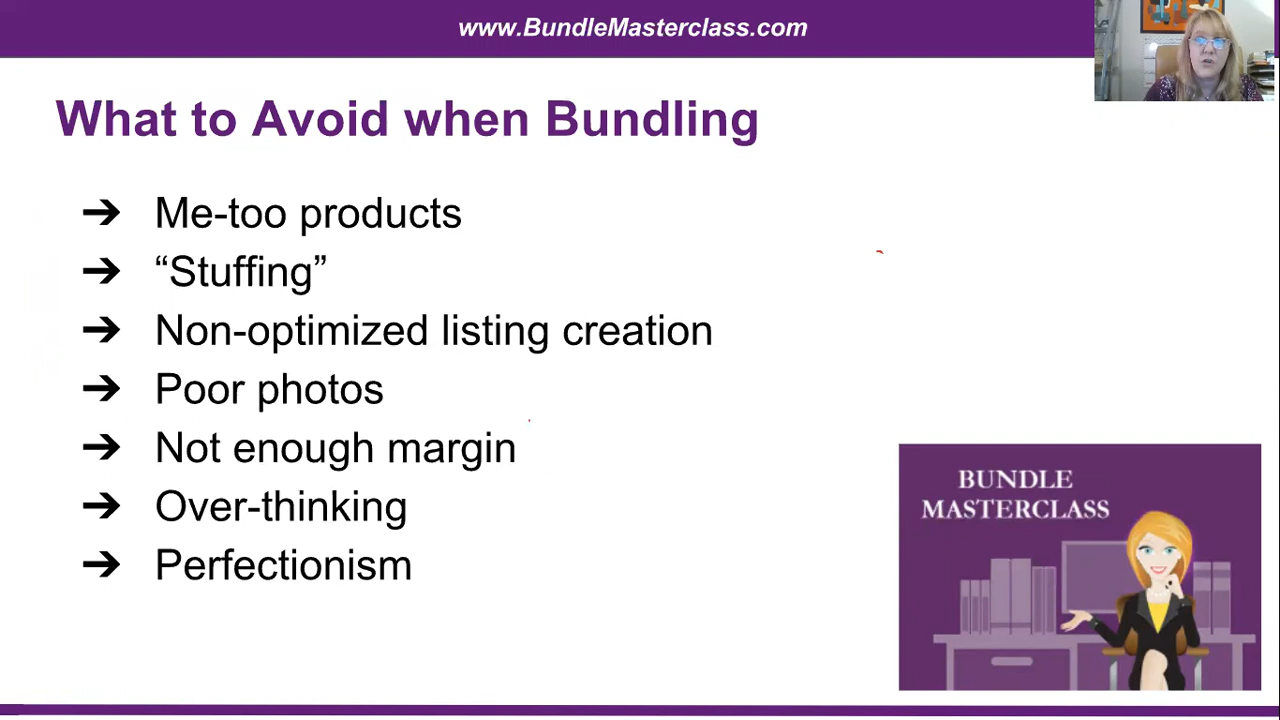 www.BundleMasterclass.com
What to Avoid when Bundling
➔ Me-too products
➔ “Stuffing”
➔ Non-optimized listing creation
➔ Poor photos
➔ Not enough margin
➔ Over-thinking
➔ Perfectionism
BUNDLE
MASTERCLASS